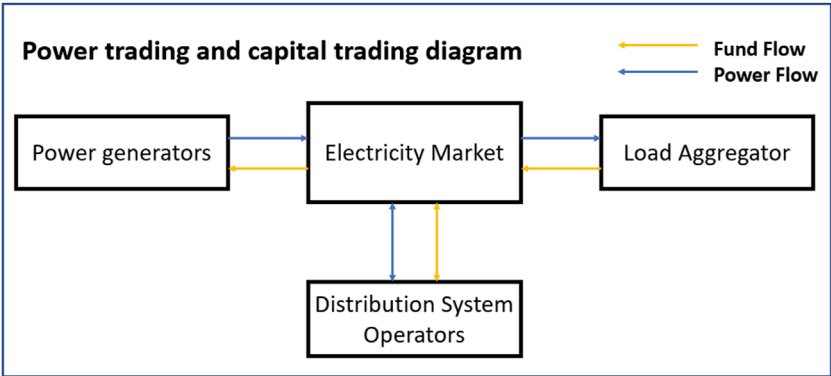 Power trading and capital trading diagram
Fund Flow
Power Flow
Power generators
Electricity Market
Load Aggregator
Distribution System
Operators